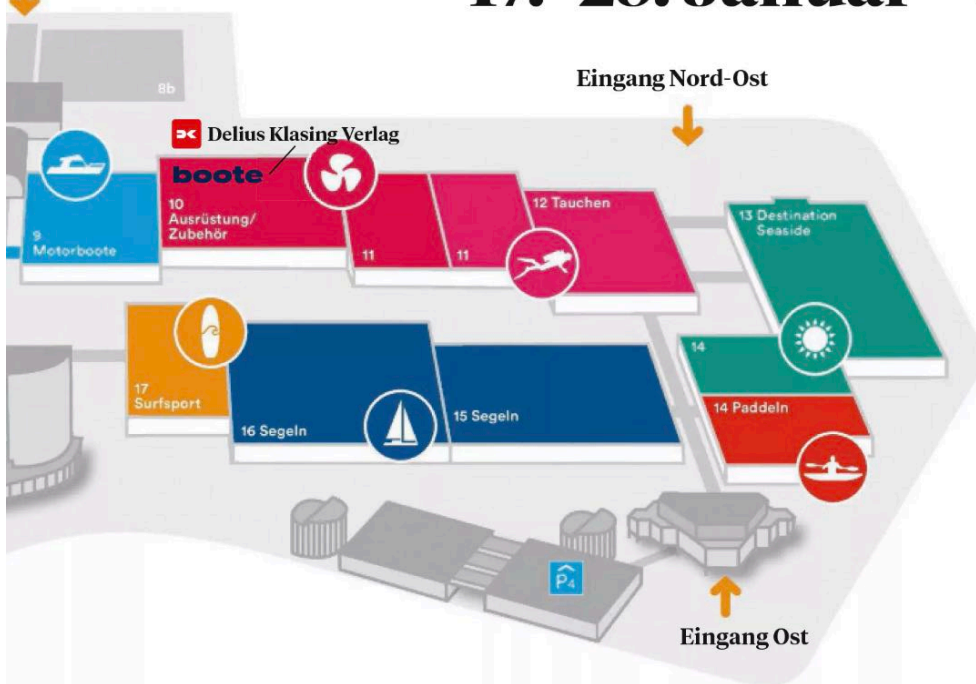 Eingang Nord-Ost
8b
Delius Klasing Verlag
boote
10
Ausrüstung/
Zubehör
9
Motorboote
11
11
12 Tauchen
13 Destination
Seaside
14
14 Paddeln
17
Surfsport
16 Segeln
15 Segeln
P4
Eingang Ost